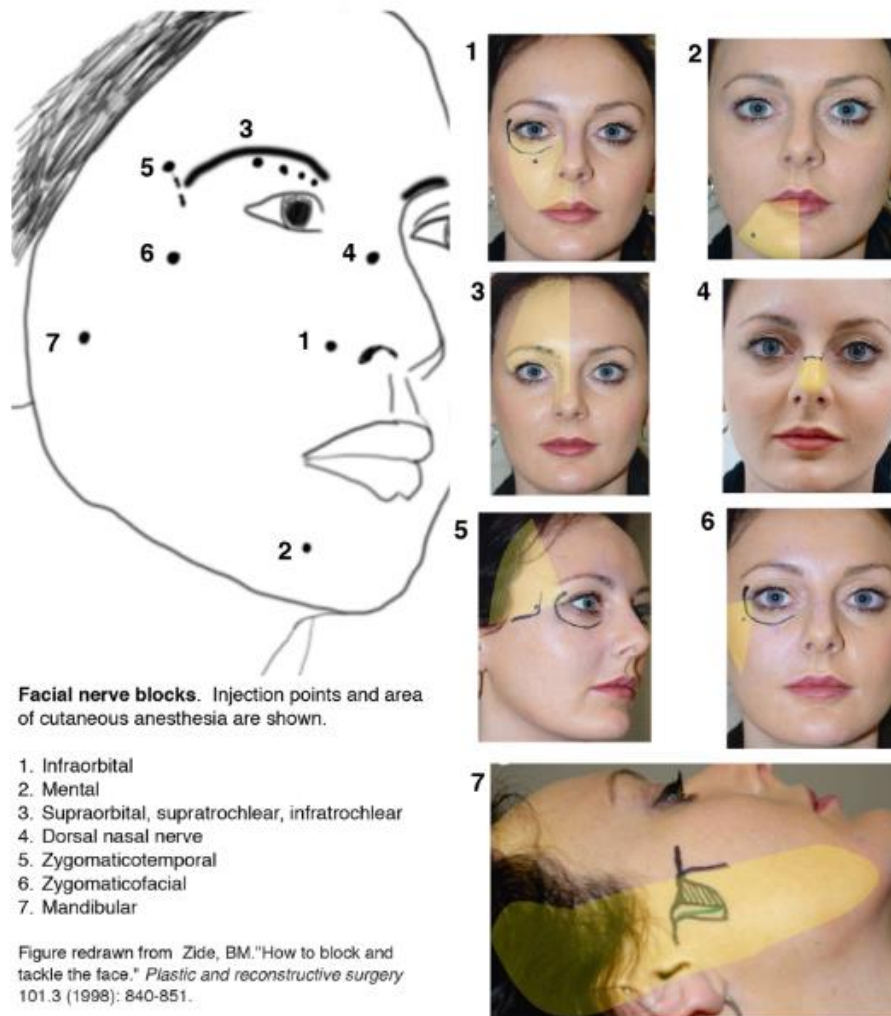 3
5
6
4
7
1
2
Facial nerve blocks. Injection points and area
of cutaneous anesthesia are shown.
1. Infraorbital
2. Mental
3. Supraorbital, supratrochlear, infratrochlear
4. Dorsal nasal nerve
5. Zygomaticotemporal
6. Zygomaticofacial
7. Mandibular
Figure redrawn from Zide, BM."How to block and
tackle the face." Plastic and reconstructive surgery
101.3 (1998): 840-851.
1
2
3
4
5
6
7